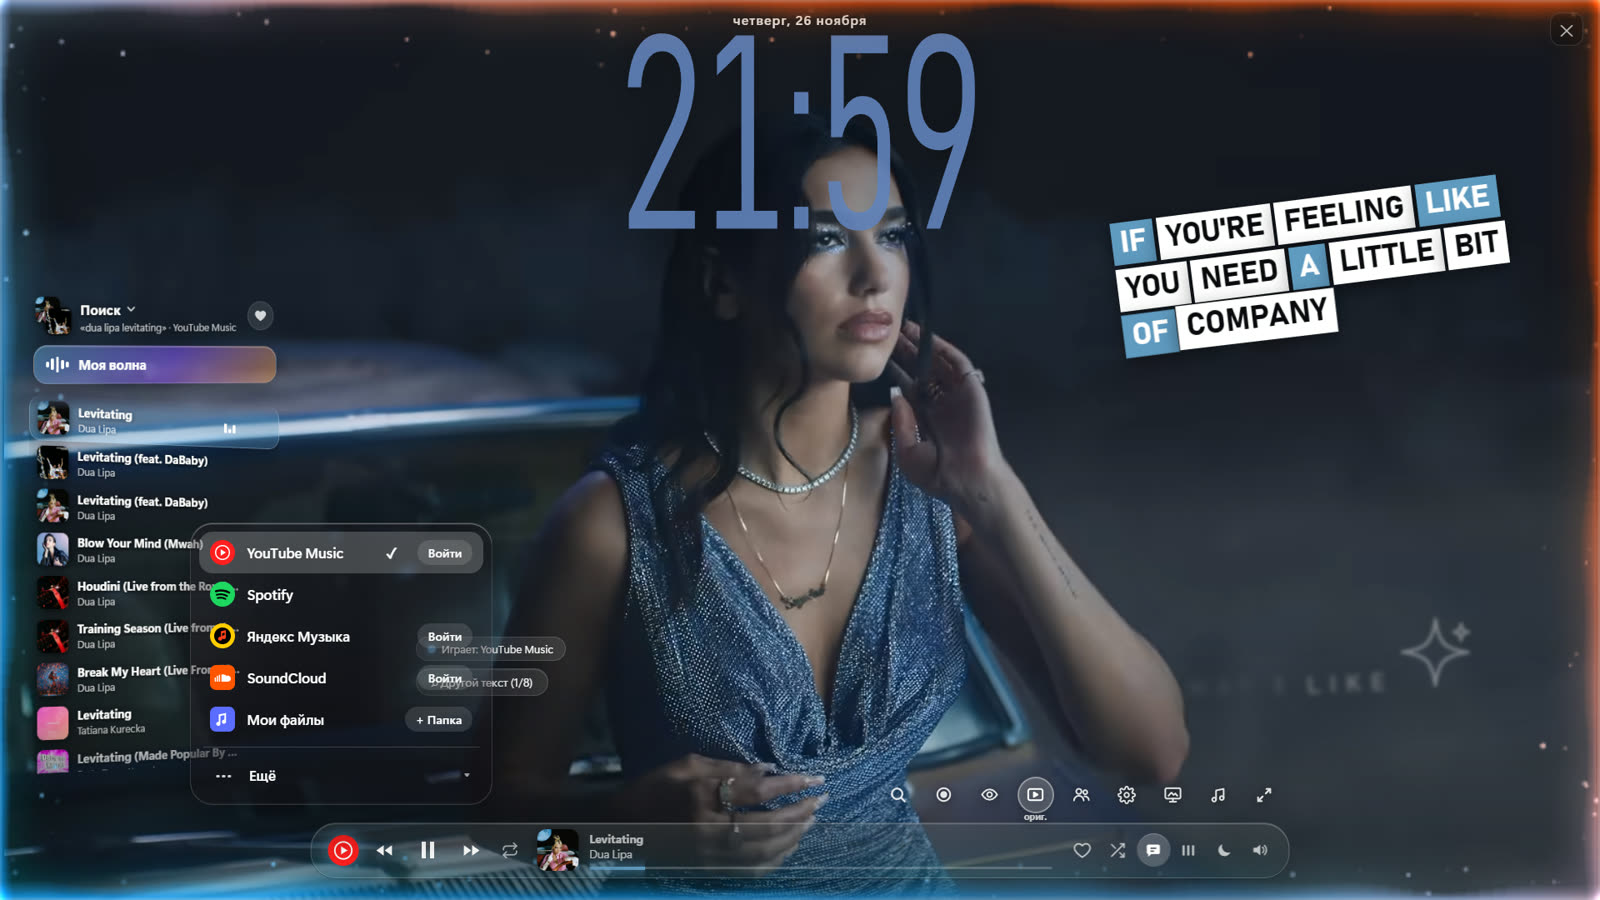 четверг, 26 ноября
21:59
IF YOU'RE FEELING LIKE
YOU NEED A LITTLE BIT
OF COMPANY
Поиск
«dua lipa levitating» · YouTube Music
Моя волна
Levitating
Dua Lipa
Levitating (feat. DaBaby)
Dua Lipa
Levitating (feat. DaBaby)
Dua Lipa
Blow Your Mind (Mwah)
Dua Lipa
Houdini (Live from the Ro...
Dua Lipa
Training Season (Live from
Dua Lipa
Break My Heart (Live From
Dua Lipa
Levitating
Tatiana Kurecka
Levitating (Made Popular By ...
YouTube Music
Войти
Spotify
Яндекс Музыка
Войти
Играет: YouTube Music
SoundCloud
Войти
Другой текст (1/8)
Мои файлы
+ Папка
Ещё
LIKE
ориг.
Levitating
Dua Lipa